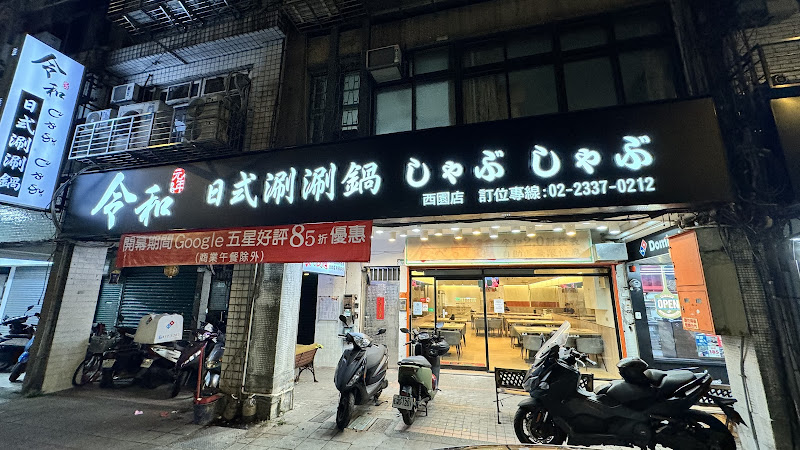 令和
日式涮涮鍋
しゃぶしゃぶ
令和
元年
日式涮涮鍋
しゃぶしゃぶ
西園店 訂位專線:02-2337-0212
開幕期間Google五星好評85折優惠
(商業午餐除外)
Domi
OPEN